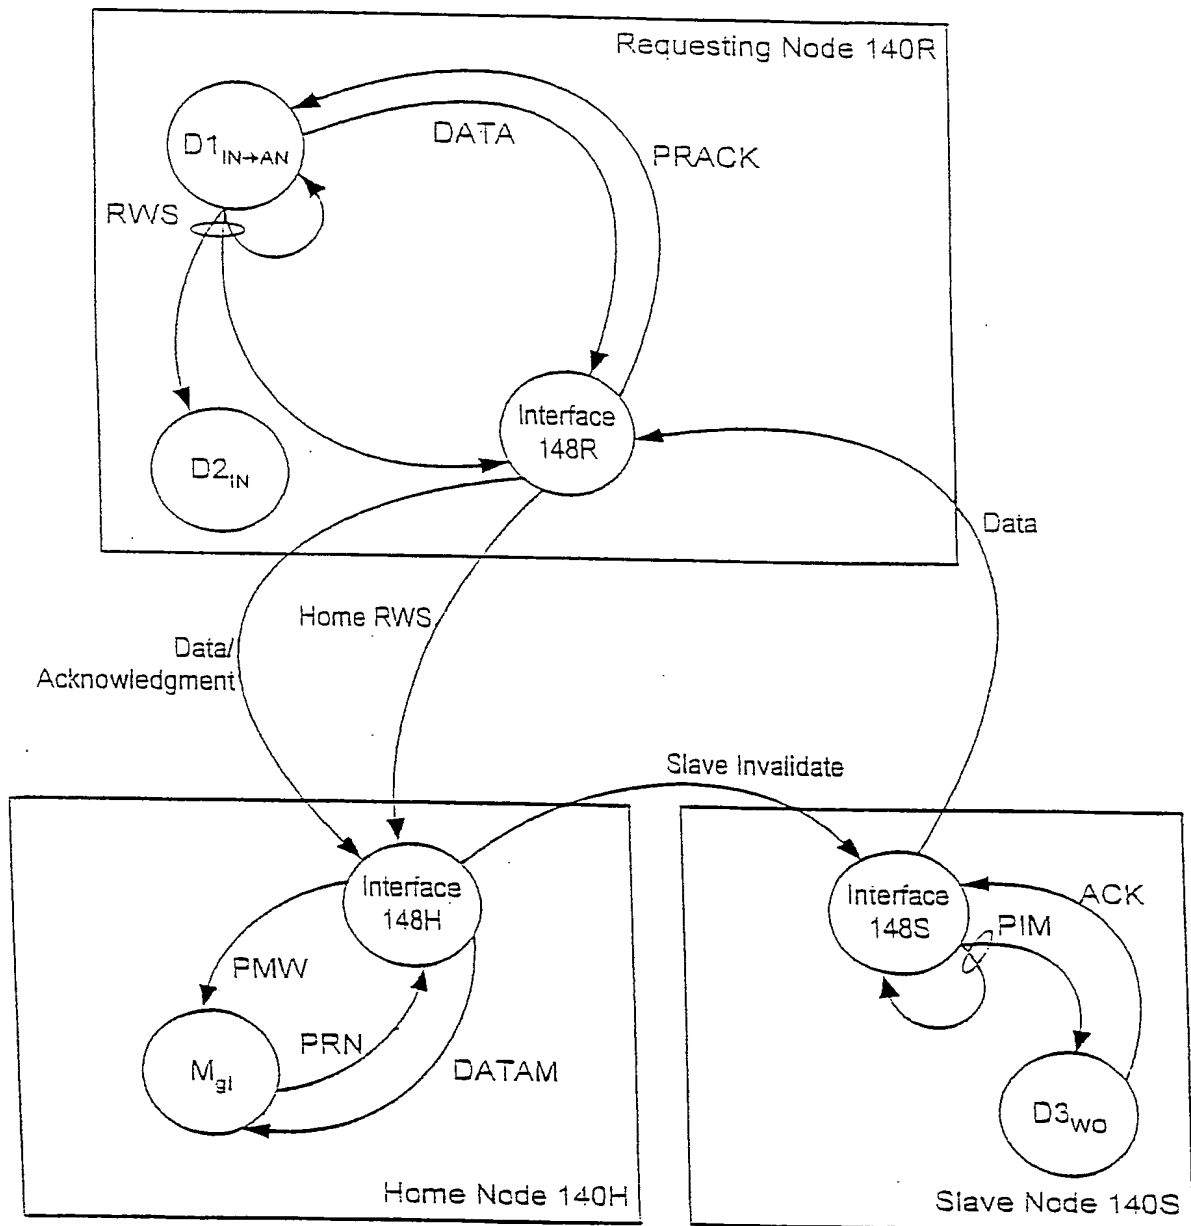 Requesting Node 140R
D1IN→AN
DATA
PRACK
RWS
Interface
148R
D2IN
Data
Home RWS
Data/
Acknowledgment
Slave Invalidate
Interface
148H
Interface
148S
ACK
PIM
PMW
PRN
Mgl
DATAM
D3WO
Home Node 140H
Slave Node 140S